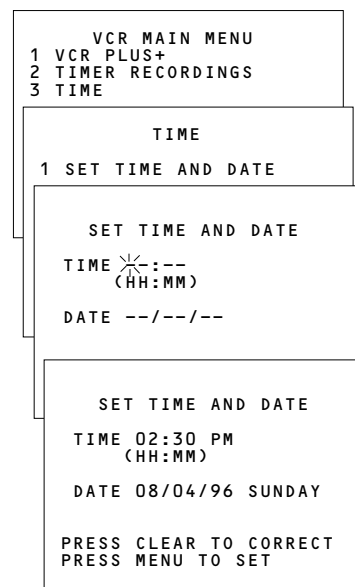 VCR MAIN MENU
1 VCR PLUS+
2 TIMER RECORDINGS
3 TIME
TIME
1 SET TIME AND DATE
SET TIME AND DATE
TIME --:--
(HH:MM)
DATE --/--/--
SET TIME AND DATE
TIME 02:30 PM
(HH:MM)
DATE 08/04/96 SUNDAY
PRESS CLEAR TO CORRECT
PRESS MENU TO SET